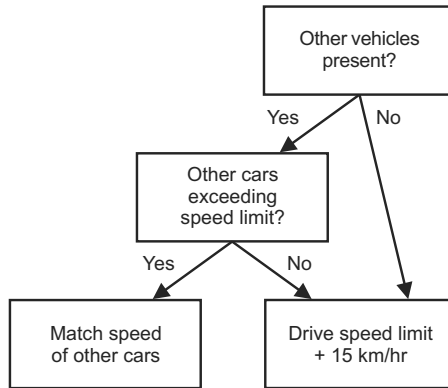 Other vehicles
present?
Yes
No
Other cars
exceeding
speed limit?
Yes
No
Match speed
of other cars
Drive speed limit
+ 15 km/hr